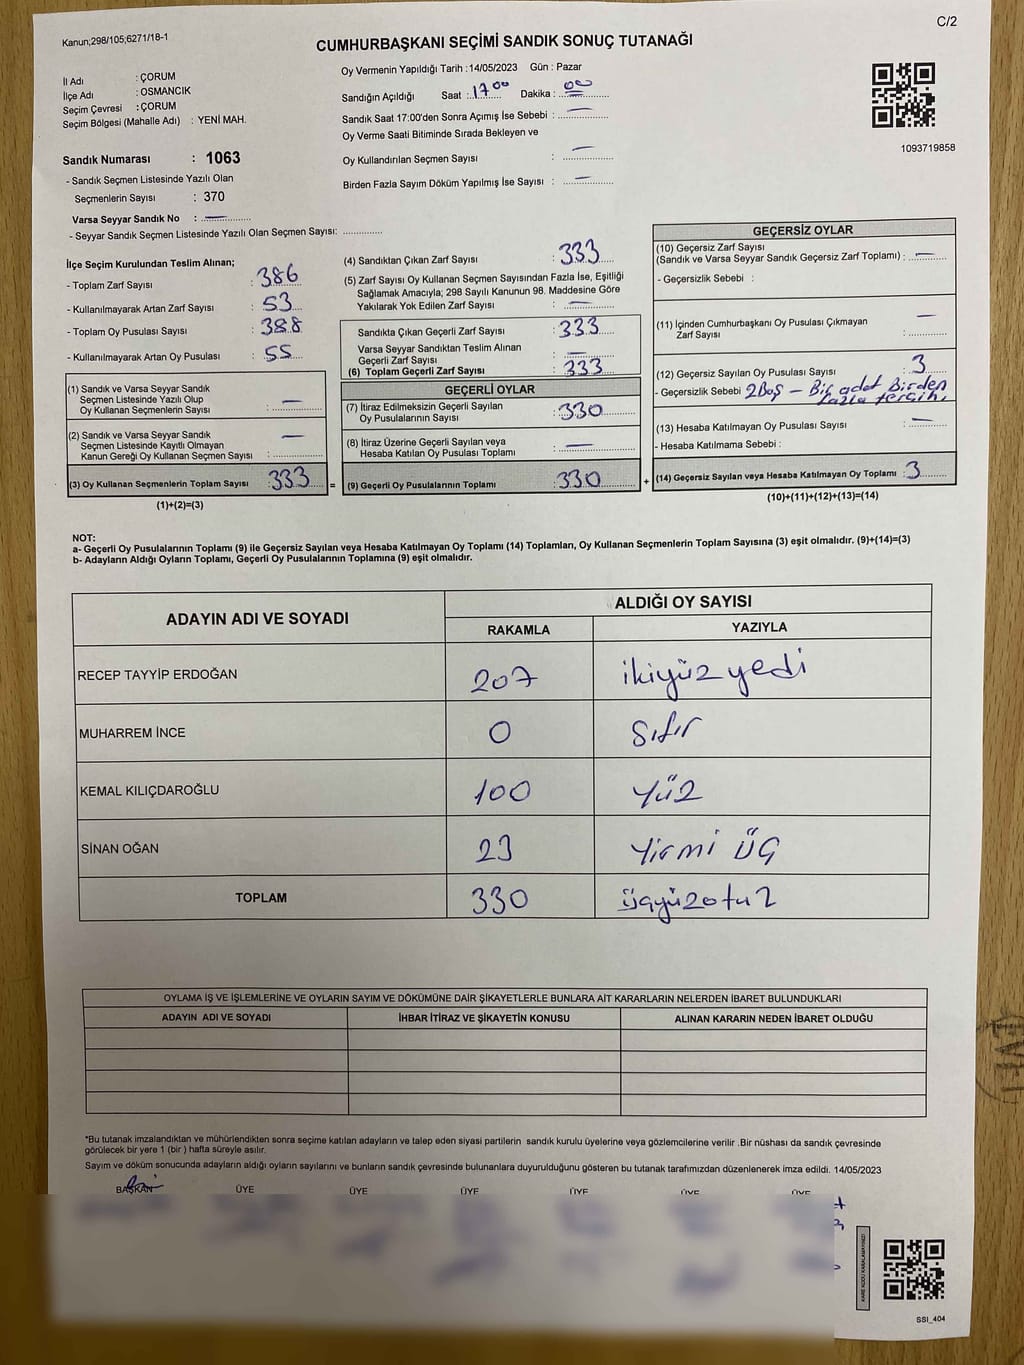 C/2
Kanun;298/105;6271/18-1
CUMHURBAŞKANI SEÇİMİ SANDIK SONUÇ TUTANAĞI
Oy Vermenin Yapıldığı Tarih :14/05/2023 Gün : Pazar
İl Adı : ÇORUM
İlçe Adı : OSMANCIK
Seçim Çevresi : ÇORUM
Seçim Bölgesi (Mahalle Adı) : YENİ MAH.
Sandık Numarası : 1063
- Sandık Seçmen Listesinde Yazılı Olan
Seçmenlerin Sayısı : 370
Varsa Seyyar Sandık No : —
- Seyyar Sandık Seçmen Listesinde Yazılı Olan Seçmen Sayısı: ..............
Sandığın Açıldığı Saat : 17 00 Dakika : 00
Sandık Saat 17:00'den Sonra Açımış İse Sebebi : —
Oy Verme Saati Bitiminde Sırada Bekleyen ve
Oy Kullandırılan Seçmen Sayısı : —
Birden Fazla Sayım Döküm Yapılmış İse Sayısı : —
1093719858
İlçe Seçim Kurulundan Teslim Alınan;
- Toplam Zarf Sayısı : 386
- Kullanılmayarak Artan Zarf Sayısı : 53
- Toplam Oy Pusulası Sayısı : 388
- Kullanılmayarak Artan Oy Pusulası : 55
(1) Sandık ve Varsa Seyyar Sandık
Seçmen Listesinde Yazılı Olup
Oy Kullanan Seçmenlerin Sayısı : —
(2) Sandık ve Varsa Seyyar Sandık
Seçmen Listesinde Kayıtlı Olmayan
Kanun Gereği Oy Kullanan Seçmen Sayısı : —
(3) Oy Kullanan Seçmenlerin Toplam Sayısı : 333 =
(1)+(2)=(3)
(4) Sandıktan Çıkan Zarf Sayısı : 333
(5) Zarf Sayısı Oy Kullanan Seçmen Sayısından Fazla İse, Eşitliği
Sağlamak Amacıyla; 298 Sayılı Kanunun 98. Maddesine Göre
Yakılarak Yok Edilen Zarf Sayısı : —
Sandıkta Çıkan Geçerli Zarf Sayısı : 333
Varsa Seyyar Sandıktan Teslim Alınan
Geçerli Zarf Sayısı : —
(6) Toplam Geçerli Zarf Sayısı : 333
GEÇERLİ OYLAR
(7) İtiraz Edilmeksizin Geçerli Sayılan
Oy Pusulasının Sayısı : 330
(8) İtiraz Üzerine Geçerli Sayılan veya
Hesaba Katılan Oy Pusulası Toplamı : —
(9) Geçerli Oy Pusulalarının Toplamı : 330 +
GEÇERSİZ OYLAR
(10) Geçersiz Zarf Sayısı
(Sandık ve Varsa Seyyar Sandık Geçersiz Zarf Toplamı) : —
- Geçersizlik Sebebi :
(11) İçinden Cumhurbaşkanı Oy Pusulası Çıkmayan
Zarf Sayısı : —
(12) Geçersiz Sayılan Oy Pusulası Sayısı : 3
- Geçersizlik Sebebi 2 Boş - Bir adet Birden
fazla tercih.
(13) Hesaba Katılmayan Oy Pusulası Sayısı : —
- Hesaba Katılmama Sebebi :
(14) Geçersiz Sayılan veya Hesaba Katılmayan Oy Toplamı : 3
(10)+(11)+(12)+(13)=(14)
NOT:
a- Geçerli Oy Pusulalarının Toplamı (9) ile Geçersiz Sayılan veya Hesaba Katılmayan Oy Toplamı (14) Toplamları, Oy Kullanan Seçmenlerin Toplam Sayısına (3) eşit olmalıdır. (9)+(14)=(3)
b- Adayların Aldığı Oyların Toplamı, Geçerli Oy Pusulalarının Toplamına (9) eşit olmalıdır.
ADAYIN ADI VE SOYADI ALDIĞI OY SAYISI
RAKAMLA YAZIYLA
RECEP TAYYİP ERDOĞAN 207 ikiyüz yedi
MUHARREM İNCE 0 Sıfır
KEMAL KILIÇDAROĞLU 100 Yüz
SİNAN OĞAN 23 Yirmi Üç
TOPLAM 330 üçyüzotuz
OYLAMA İŞ VE İŞLEMLERİNE VE OYLARIN SAYIM VE DÖKÜMÜNE DAİR ŞİKAYETLERLE BUNLARA AİT KARARLARIN NELERDEN İBARET BULUNDUKLARI
ADAYIN ADI VE SOYADI İHBAR İTİRAZ VE ŞİKAYETİN KONUSU ALINAN KARARIN NEDEN İBARET OLDUĞU
*Bu tutanak imzalandıktan ve mühürlendikten sonra seçime katılan adayların ve talep eden siyasi partilerin sandık kurulu üyelerine veya gözlemcilerine verilir .Bir nüshası da sandık çevresinde
görülecek bir yere 1 (bir ) hafta süreyle asılır.
Sayım ve döküm sonucunda adayların aldığı oyların sayılarını ve bunların sandık çevresinde bulunanlara duyurulduğunu gösteren bu tutanak tarafımızdan düzenlenerek imza edildi. 14/05/2023
BAŞKAN ÜYE ÜYE ÜYE ÜYE ÜYE ÜYE
KARE KODU KARALAMAYINIZ!
SSI_404